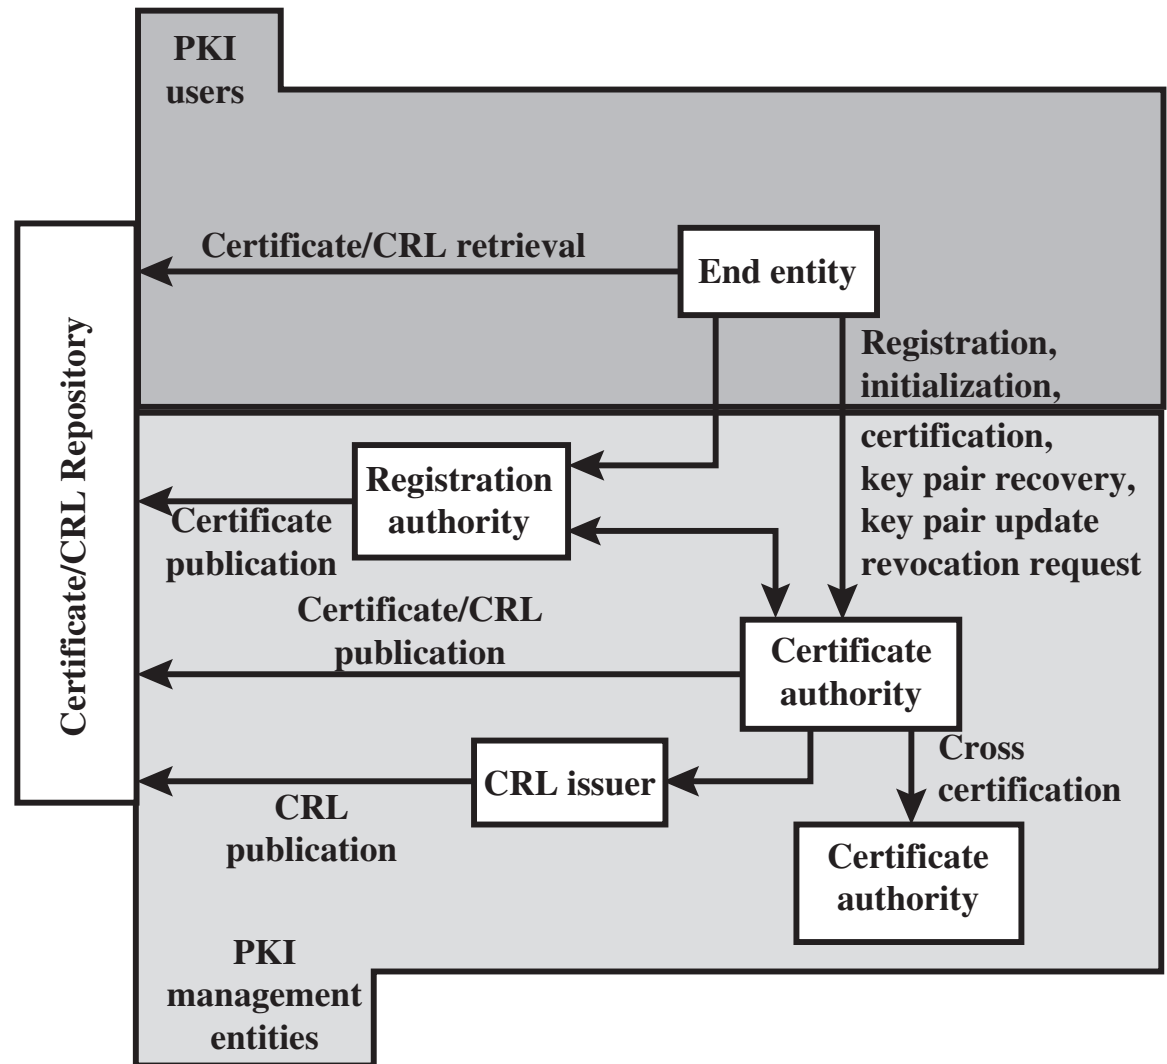 PKI
users
Certificate/CRL retrieval
End entity
Certificate/CRL Repository
Registration,
initialization,
certification,
key pair recovery,
key pair update
revocation request
Registration
authority
Certificate
publication
Certificate/CRL
publication
Certificate
authority
CRL issuer
CRL
publication
Cross
certification
Certificate
authority
PKI
management
entities